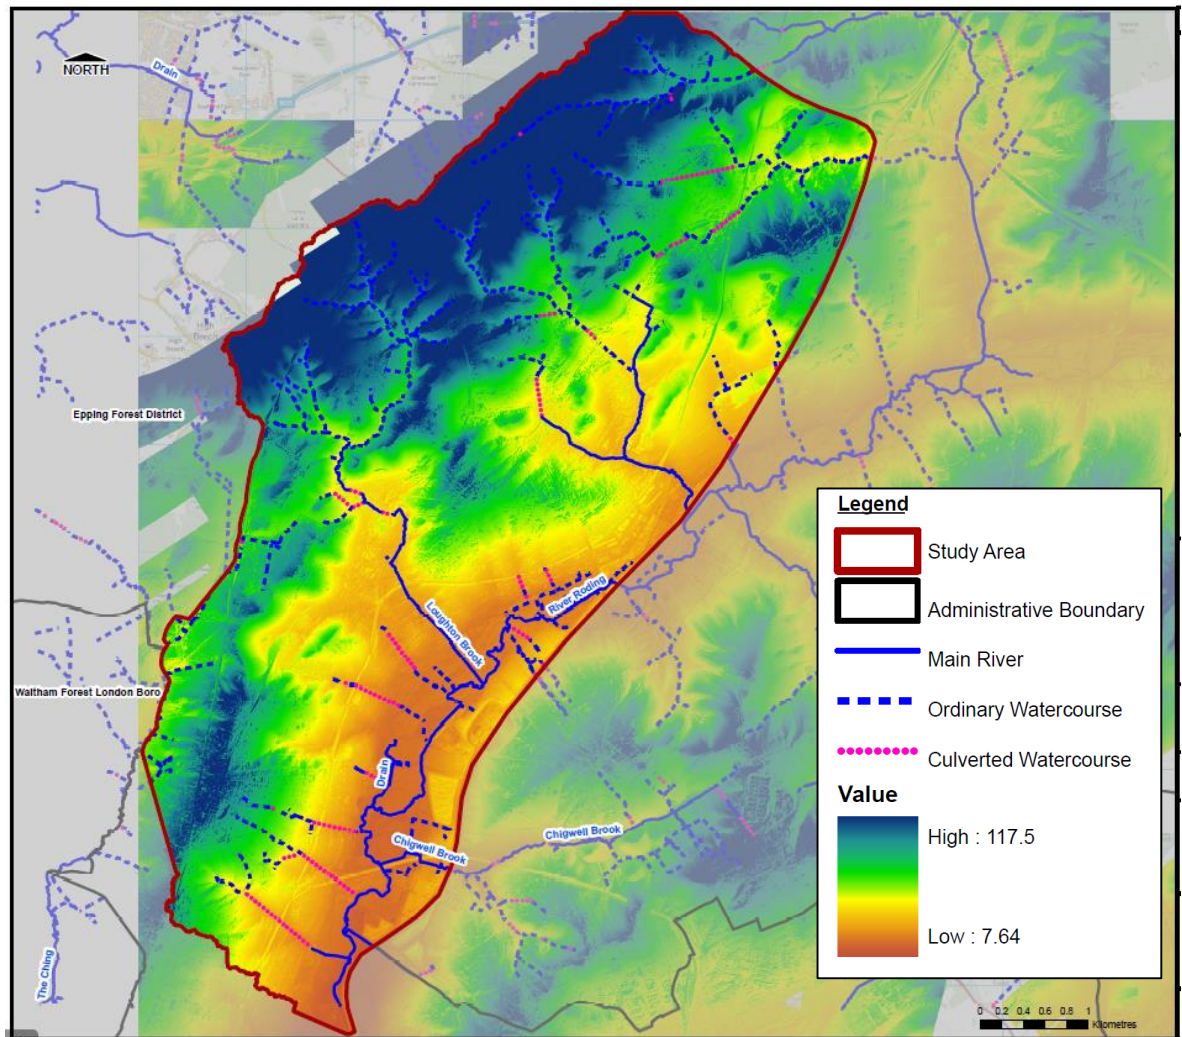 NORTH
Drain
Epping Forest District
Waltham Forest London Boro
The Ching
Loughton Brook
River Roding
Drain
Chigwell Brook
Chigwell Brook
Legend
Study Area
Administrative Boundary
Main River
Ordinary Watercourse
Culverted Watercourse
Value
High : 117.5
Low : 7.64
0 0.2 0.4 0.6 0.8 1
Kilometres